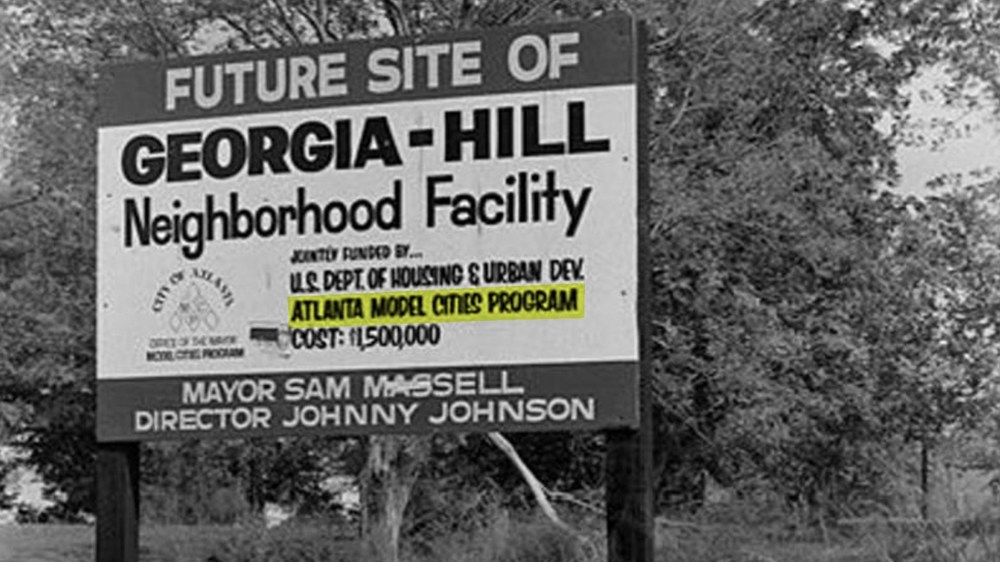 FUTURE SITE OF
GEORGIA-HILL
Neighborhood Facility
JOINTLY FUNDED BY...
U.S. DEPT. OF HOUSING & URBAN DEV.
ATLANTA MODEL CITIES PROGRAM
COST: $1,500,000
CITY OF ATLANTA
OFFICE OF THE MAYOR
MODEL CITIES PROGRAM
MAYOR SAM MASSELL
DIRECTOR JOHNNY JOHNSON